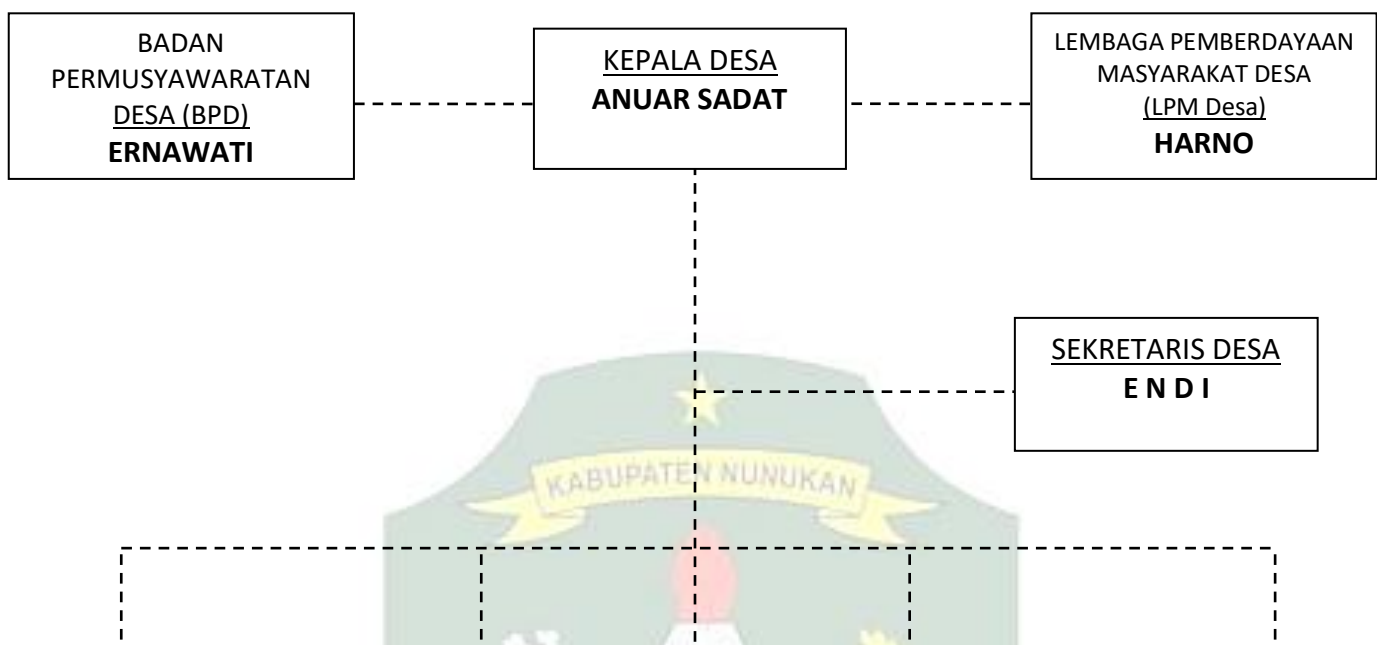 BADAN
PERMUSYAWARATAN
DESA (BPD)
ERNAWATI
KEPALA DESA
ANUAR SADAT
LEMBAGA PEMBERDAYAAN
MASYARAKAT DESA
(LPM Desa)
HARNO
SEKRETARIS DESA
E N D I
KABUPATEN NUNUKAN